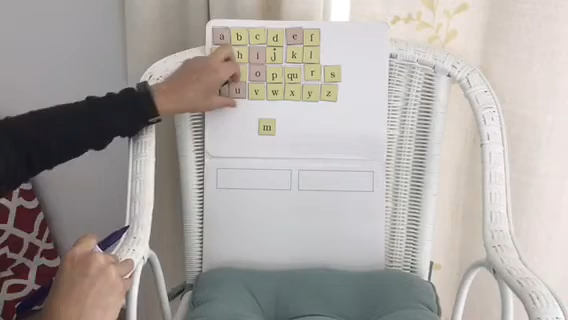 a b c d e f
h i j k l
o p qu r s
u v w x y z
m